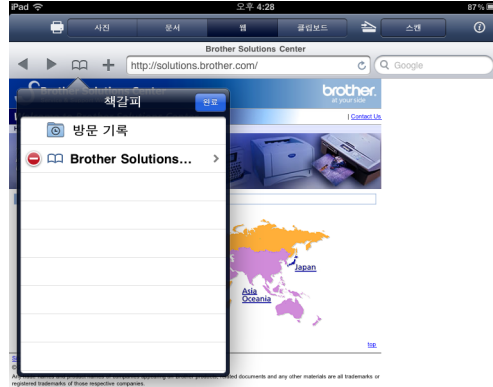 iPad 오후 4:28 87%
사진 문서 웹 클립보드 스캔
Brother Solutions Center
http://solutions.brother.com/ Google
책갈피 완료
brother
at your side
Contact Us
방문 기록
Brother Solutions...
Japan
Asia
Oceania
top
registered trademarks of those respective companies.